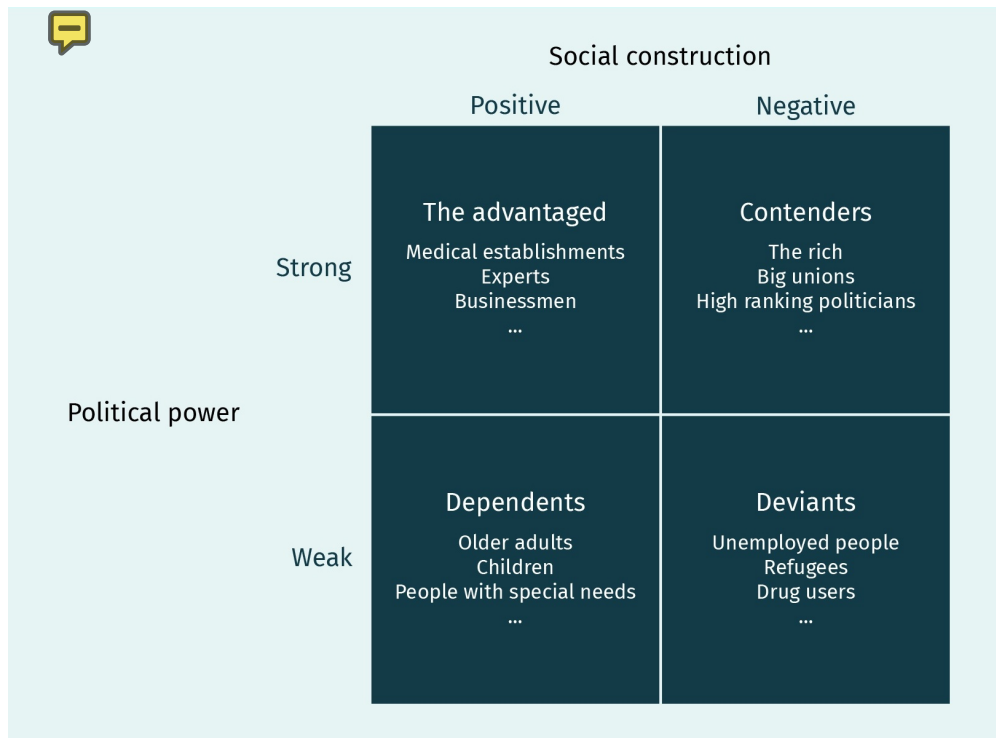 Social construction
Positive
Negative
Strong
The advantaged
Medical establishments
Experts
Businessmen
...
Contenders
The rich
Big unions
High ranking politicians
...
Political power
Weak
Dependents
Older adults
Children
People with special needs
...
Deviants
Unemployed people
Refugees
Drug users
...